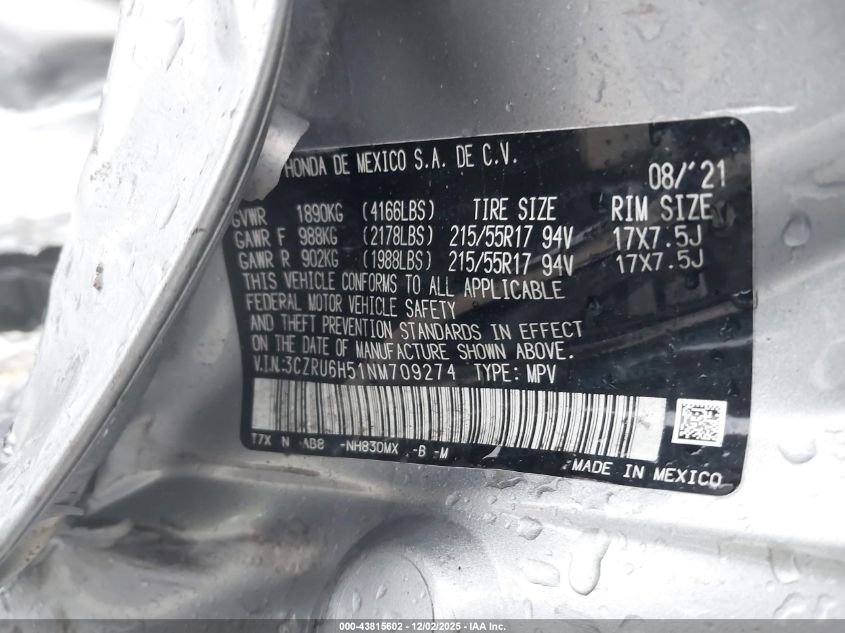 HONDA DE MEXICO S.A. DE C.V.
08/'21
GVWR 1890KG (4166LBS) TIRE SIZE RIM SIZE
GAWR F 988KG (2178LBS) 215/55R17 94V 17X7.5J
GAWR R 902KG (1988LBS) 215/55R17 94V 17X7.5J
THIS VEHICLE CONFORMS TO ALL APPLICABLE
FEDERAL MOTOR VEHICLE SAFETY
AND THEFT PREVENTION STANDARDS IN EFFECT
ON THE DATE OF MANUFACTURE SHOWN ABOVE.
V.I.N.:3CZRU6H51NM709274 TYPE: MPV
T7X N AB8 -NH830MX -B -M
MADE IN MEXICO
000-43815602 - 12/02/2025 - IAA Inc.